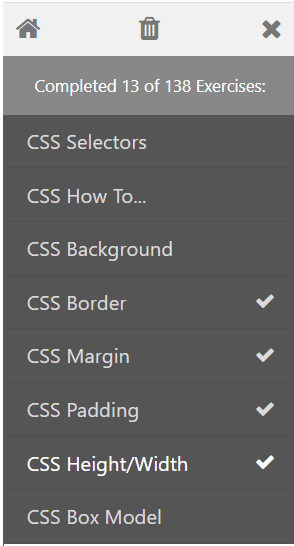 Completed 13 of 138 Exercises:
CSS Selectors
CSS How To...
CSS Background
CSS Border
CSS Margin
CSS Padding
CSS Height/Width
CSS Box Model